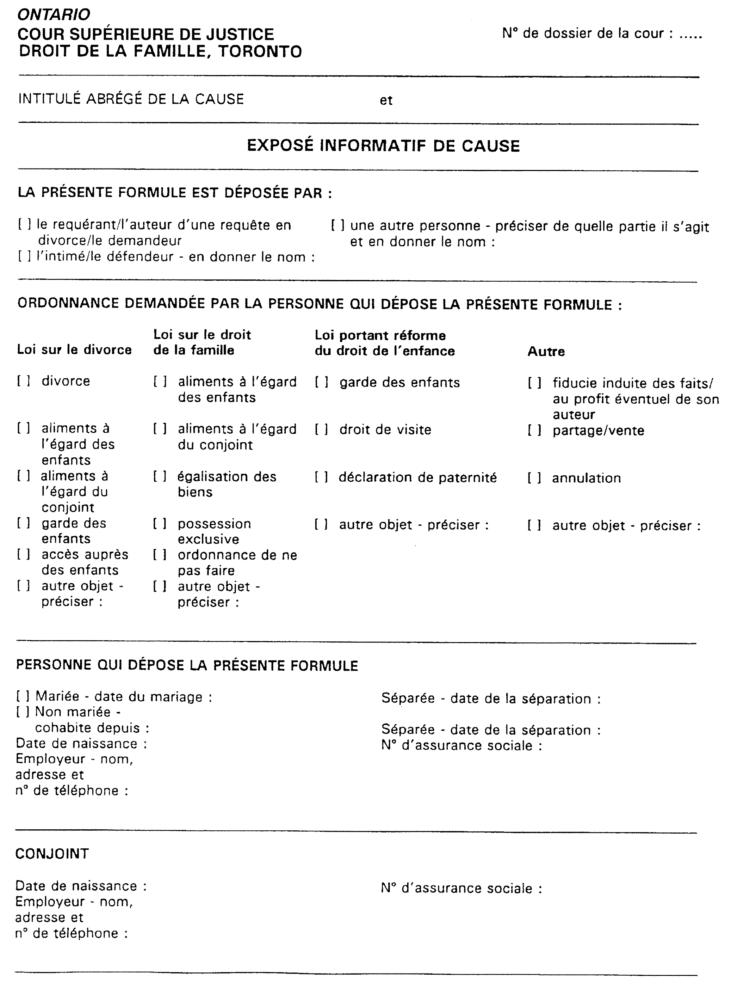 ONTARIO
COUR SUPÉRIEURE DE JUSTICE
DROIT DE LA FAMILLE, TORONTO
N° de dossier de la cour : .....
INTITULÉ ABRÉGÉ DE LA CAUSE et
EXPOSÉ INFORMATIF DE CAUSE
LA PRÉSENTE FORMULE EST DÉPOSÉE PAR :
[ ] le requérant/l'auteur d'une requête en
divorce/le demandeur
[ ] l'intimé/le défendeur - en donner le nom :
[ ] une autre personne - préciser de quelle partie il s'agit
et en donner le nom :
ORDONNANCE DEMANDÉE PAR LA PERSONNE QUI DÉPOSE LA PRÉSENTE FORMULE :
Loi sur le divorce
[ ] divorce
[ ] aliments à
l'égard des
enfants
[ ] aliments à
l'égard du
conjoint
[ ] garde des
enfants
[ ] accès auprès
des enfants
[ ] autre objet -
préciser :
Loi sur le droit
de la famille
[ ] aliments à l'égard
des enfants
[ ] aliments à l'égard
du conjoint
[ ] égalisation des
biens
[ ] possession
exclusive
[ ] ordonnance de ne
pas faire
[ ] autre objet -
préciser :
Loi portant réforme
du droit de l'enfance
[ ] garde des enfants
[ ] droit de visite
[ ] déclaration de paternité
[ ] autre objet - préciser :
Autre
[ ] fiducie induite des faits/
au profit éventuel de son
auteur
[ ] partage/vente
[ ] annulation
[ ] autre objet - préciser :
PERSONNE QUI DÉPOSE LA PRÉSENTE FORMULE
[ ] Mariée - date du mariage : Séparée - date de la séparation :
[ ] Non mariée -
cohabite depuis : Séparée - date de la séparation :
Date de naissance : N° d'assurance sociale :
Employeur - nom,
adresse et
n° de téléphone :
CONJOINT
Date de naissance : N° d'assurance sociale :
Employeur - nom,
adresse et
n° de téléphone :